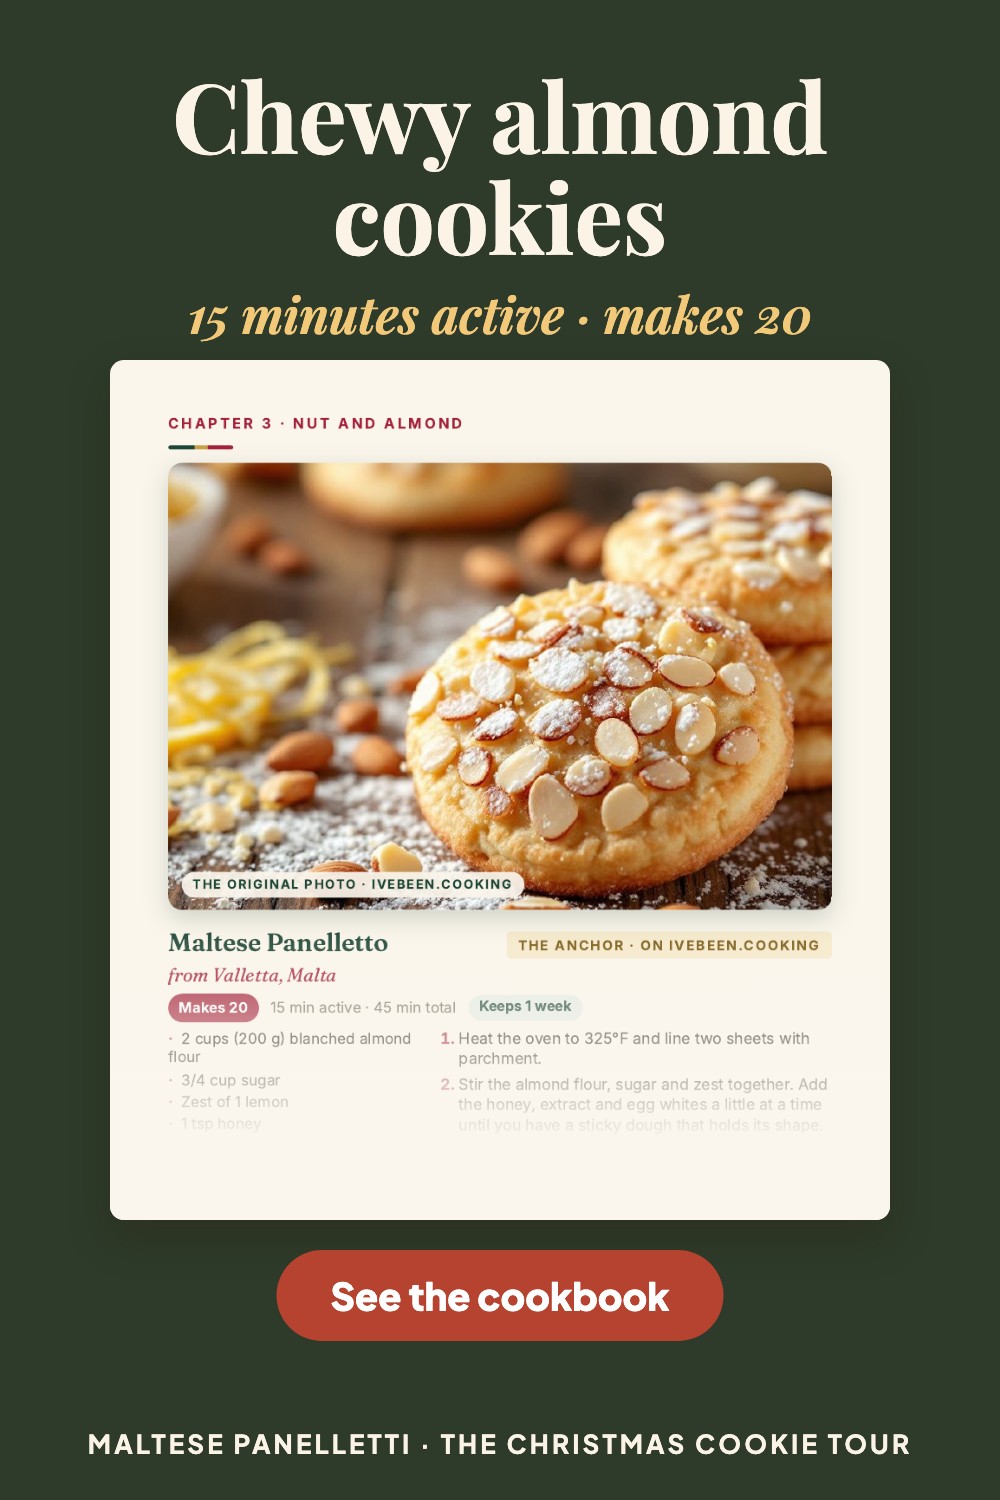 Chewy almond
cookies
15 minutes active · makes 20
CHAPTER 3 · NUT AND ALMOND
THE ORIGINAL PHOTO · IVEBEEN.COOKING
Maltese Panelletto
THE ANCHOR · ON IVEBEEN.COOKING
from Valletta, Malta
Makes 20
15 min active · 45 min total
Keeps 1 week
· 2 cups (200 g) blanched almond
flour
· 3/4 cup sugar
· Zest of 1 lemon
· 1 tsp honey
1. Heat the oven to 325°F and line two sheets with
parchment.
2. Stir the almond flour, sugar and zest together. Add
the honey, extract and egg whites a little at a time
until you have a sticky dough that holds its shape.
See the cookbook
MALTESE PANELLETTI · THE CHRISTMAS COOKIE TOUR